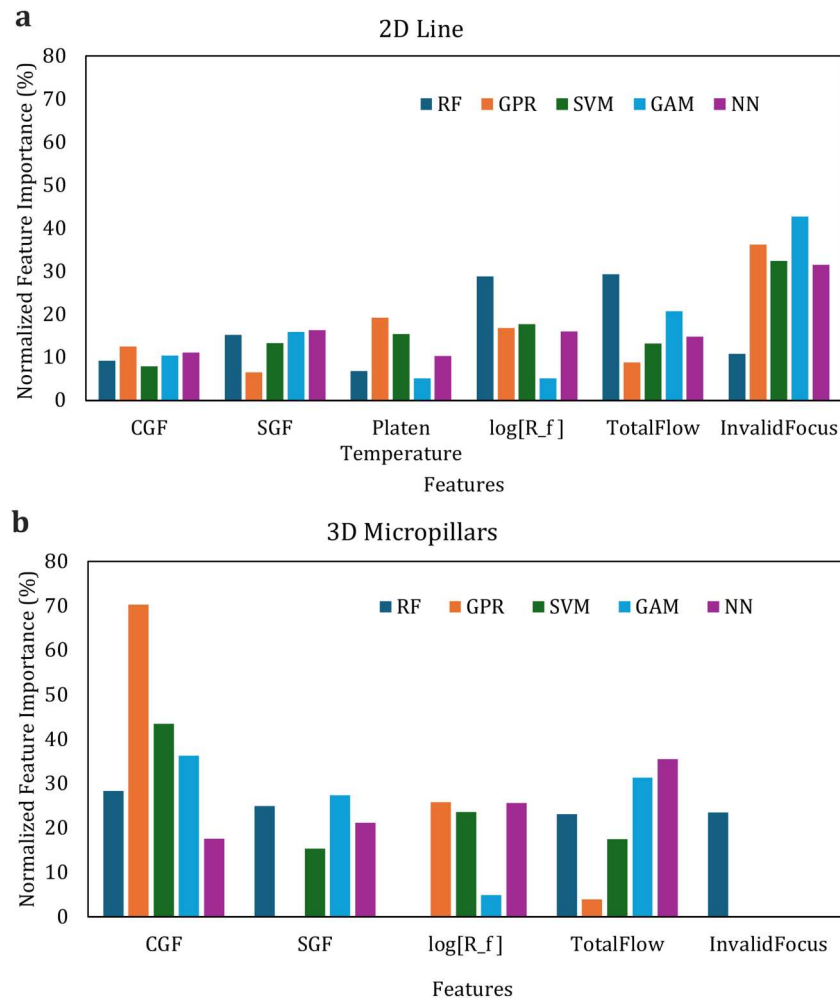 a
2D Line
Normalized Feature Importance (%)
80
70
60
50
40
30
20
10
0
RF GPR SVM GAM NN
CGF SGF Platen Temperature log[R_f] TotalFlow InvalidFocus
Features
b
3D Micropillars
Normalized Feature Importance (%)
80
70
60
50
40
30
20
10
0
RF GPR SVM GAM NN
CGF SGF log[R_f] TotalFlow InvalidFocus
Features